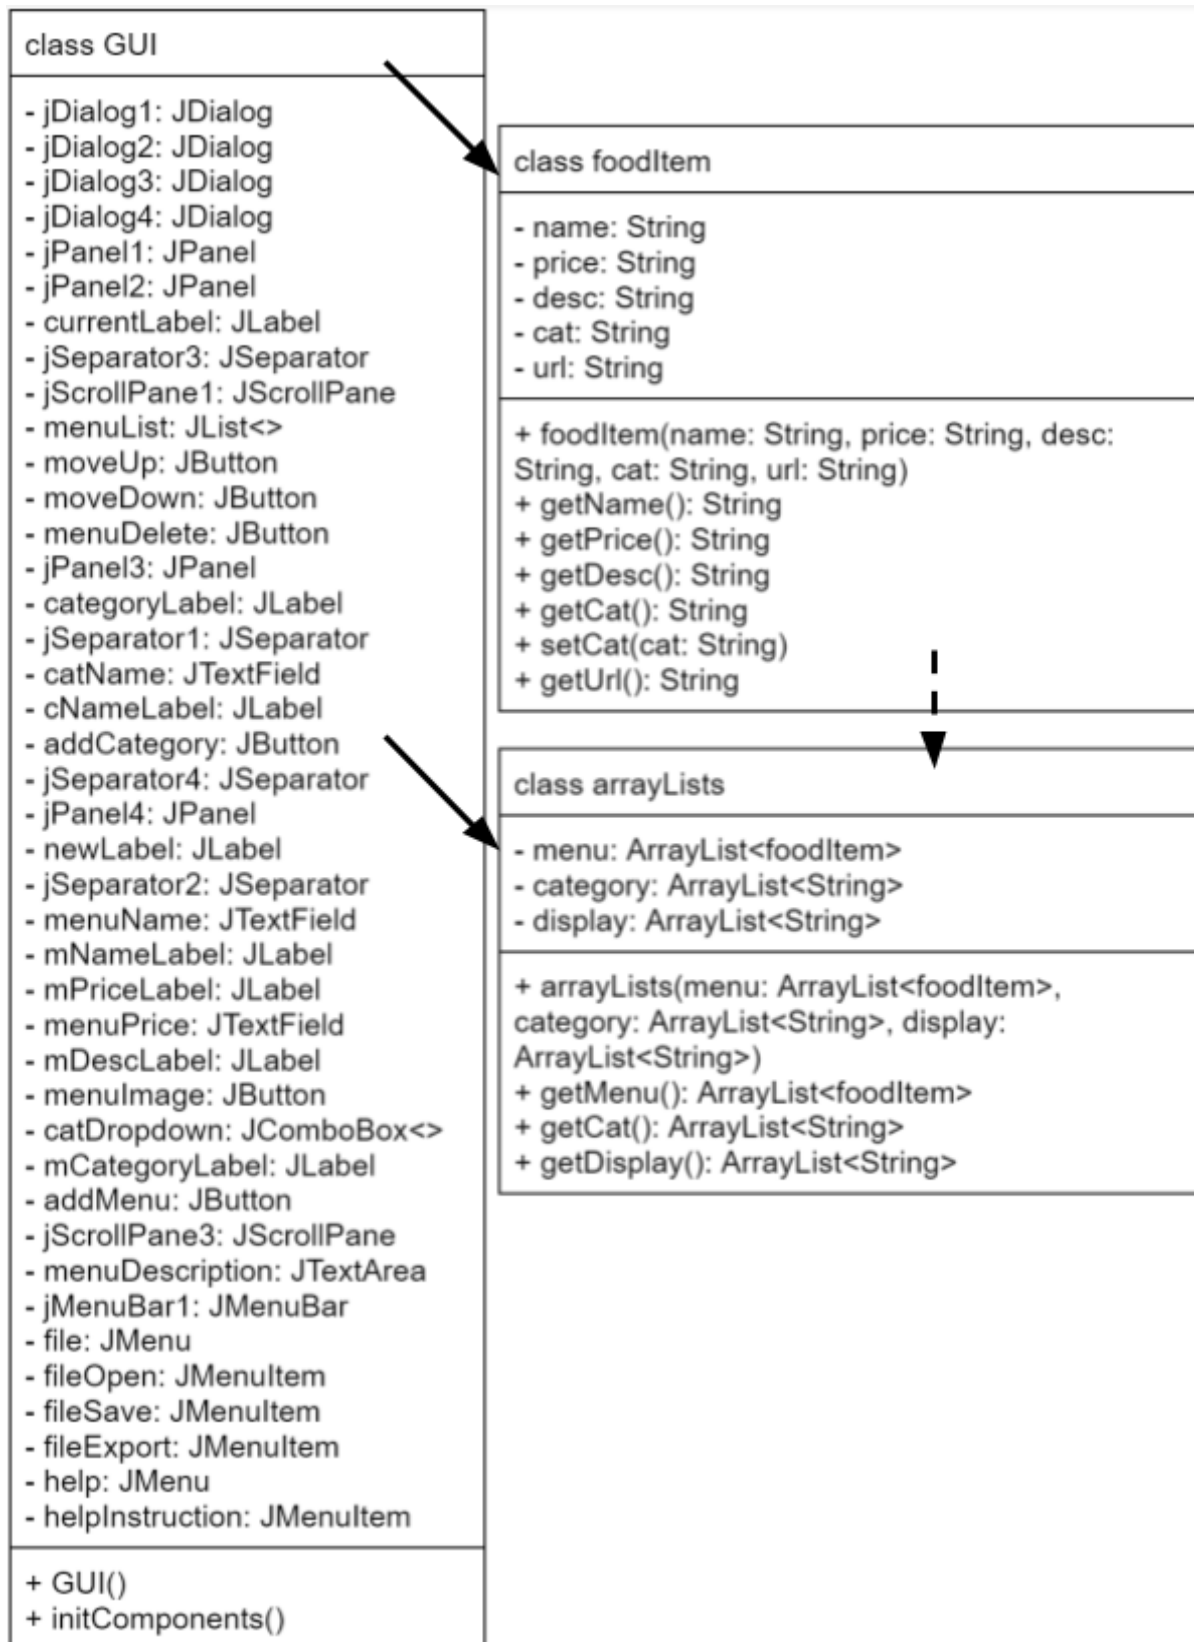 class GUI
- jDialog1: JDialog
- jDialog2: JDialog
- jDialog3: JDialog
- jDialog4: JDialog
- jPanel1: JPanel
- jPanel2: JPanel
- currentLabel: JLabel
- jSeparator3: JSeparator
- jScrollPane1: JScrollPane
- menuList: JList<>
- moveUp: JButton
- moveDown: JButton
- menuDelete: JButton
- jPanel3: JPanel
- categoryLabel: JLabel
- jSeparator1: JSeparator
- catName: JTextField
- cNameLabel: JLabel
- addCategory: JButton
- jSeparator4: JSeparator
- jPanel4: JPanel
- newLabel: JLabel
- jSeparator2: JSeparator
- menuName: JTextField
- mNameLabel: JLabel
- mPriceLabel: JLabel
- menuPrice: JTextField
- mDescLabel: JLabel
- menuImage: JButton
- catDropdown: JComboBox<>
- mCategoryLabel: JLabel
- addMenu: JButton
- jScrollPane3: JScrollPane
- menuDescription: JTextArea
- jMenuBar1: JMenuBar
- file: JMenu
- fileOpen: JMenuItem
- fileSave: JMenuItem
- fileExport: JMenuItem
- help: JMenu
- helpInstruction: JMenuItem
+ GUI()
+ initComponents()
class foodItem
- name: String
- price: String
- desc: String
- cat: String
- url: String
+ foodItem(name: String, price: String, desc:
String, cat: String, url: String)
+ getName(): String
+ getPrice(): String
+ getDesc(): String
+ getCat(): String
+ setCat(cat: String)
+ getUrl(): String
class arrayLists
- menu: ArrayList<foodItem>
- category: ArrayList<String>
- display: ArrayList<String>
+ arrayLists(menu: ArrayList<foodItem>,
category: ArrayList<String>, display:
ArrayList<String>)
+ getMenu(): ArrayList<foodItem>
+ getCat(): ArrayList<String>
+ getDisplay(): ArrayList<String>